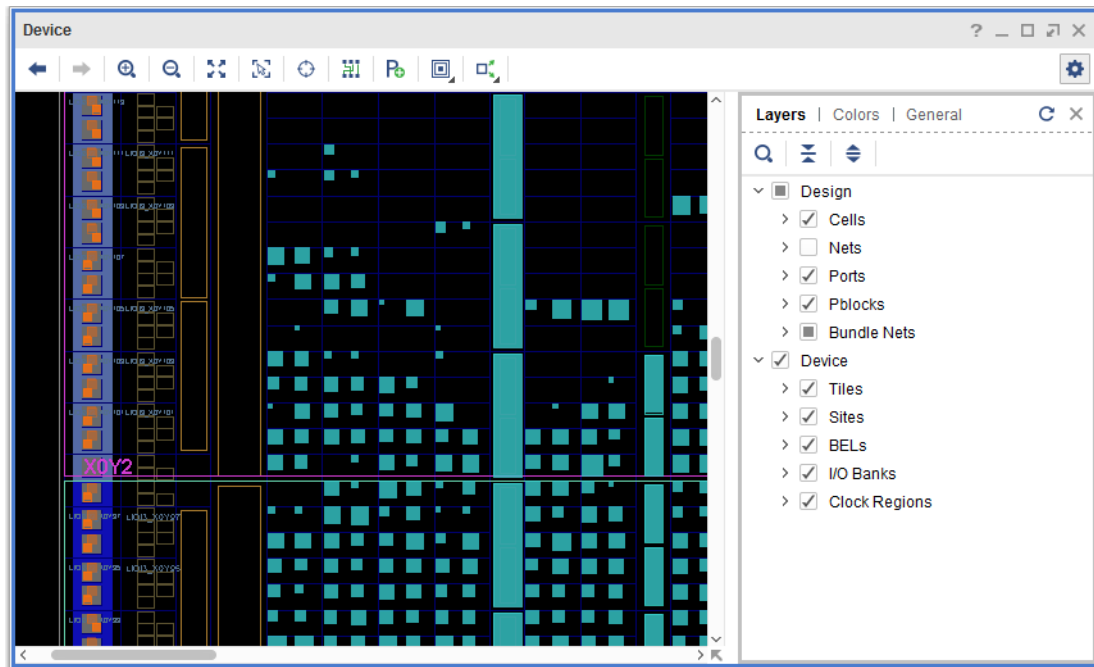 Device
Layers | Colors | General
Design
Cells
Nets
Ports
Pblocks
Bundle Nets
Device
Tiles
Sites
BELs
I/O Banks
Clock Regions
X0Y2